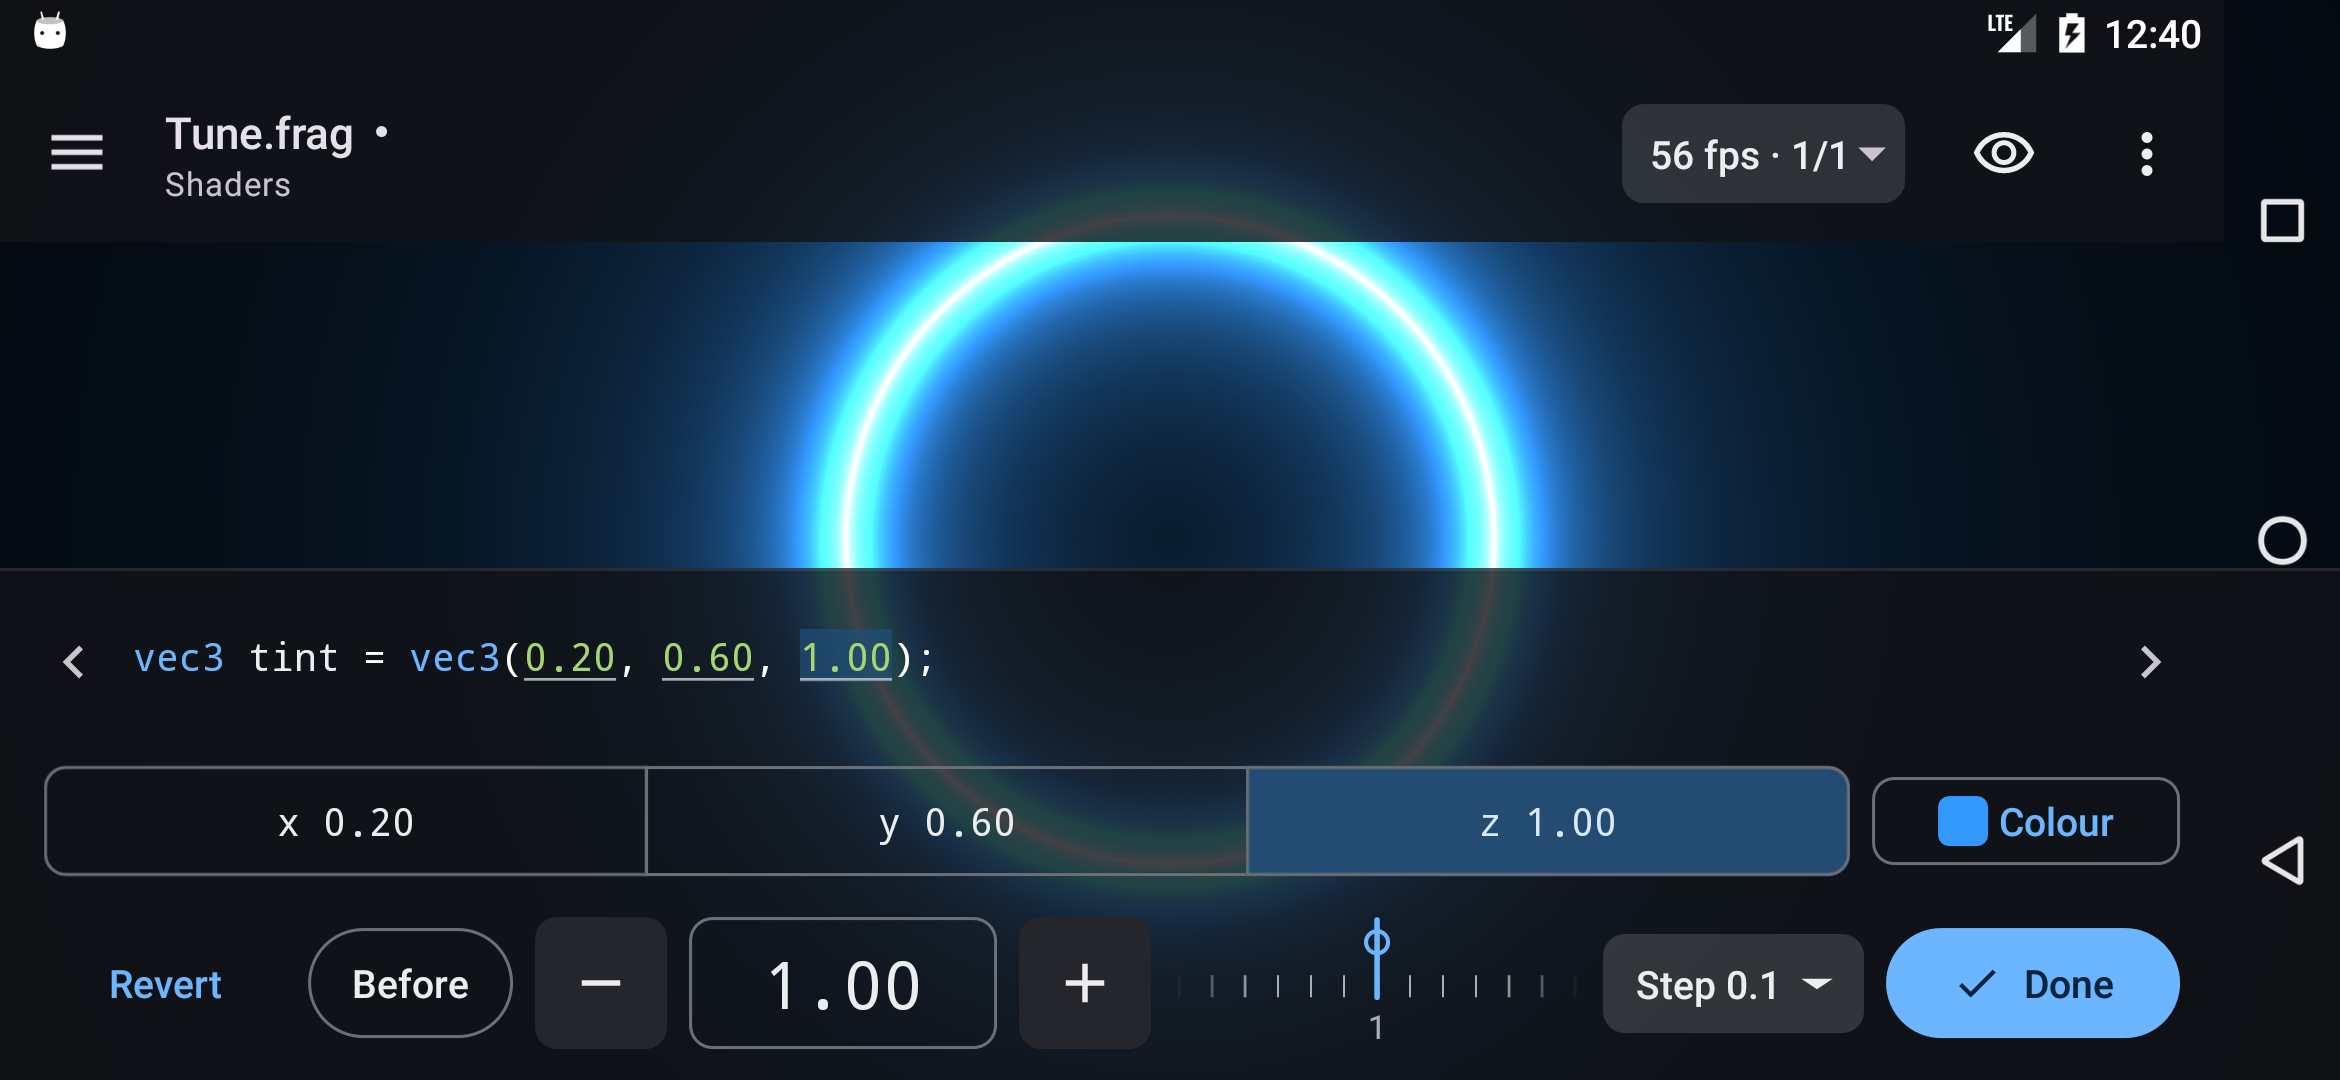 LTE 12:40
Tune.frag •
Shaders
56 fps · 1/1
vec3 tint = vec3(0.20, 0.60, 1.00);
x 0.20
y 0.60
z 1.00
Colour
Revert
Before
− 1.00 +
1
Step 0.1
Done